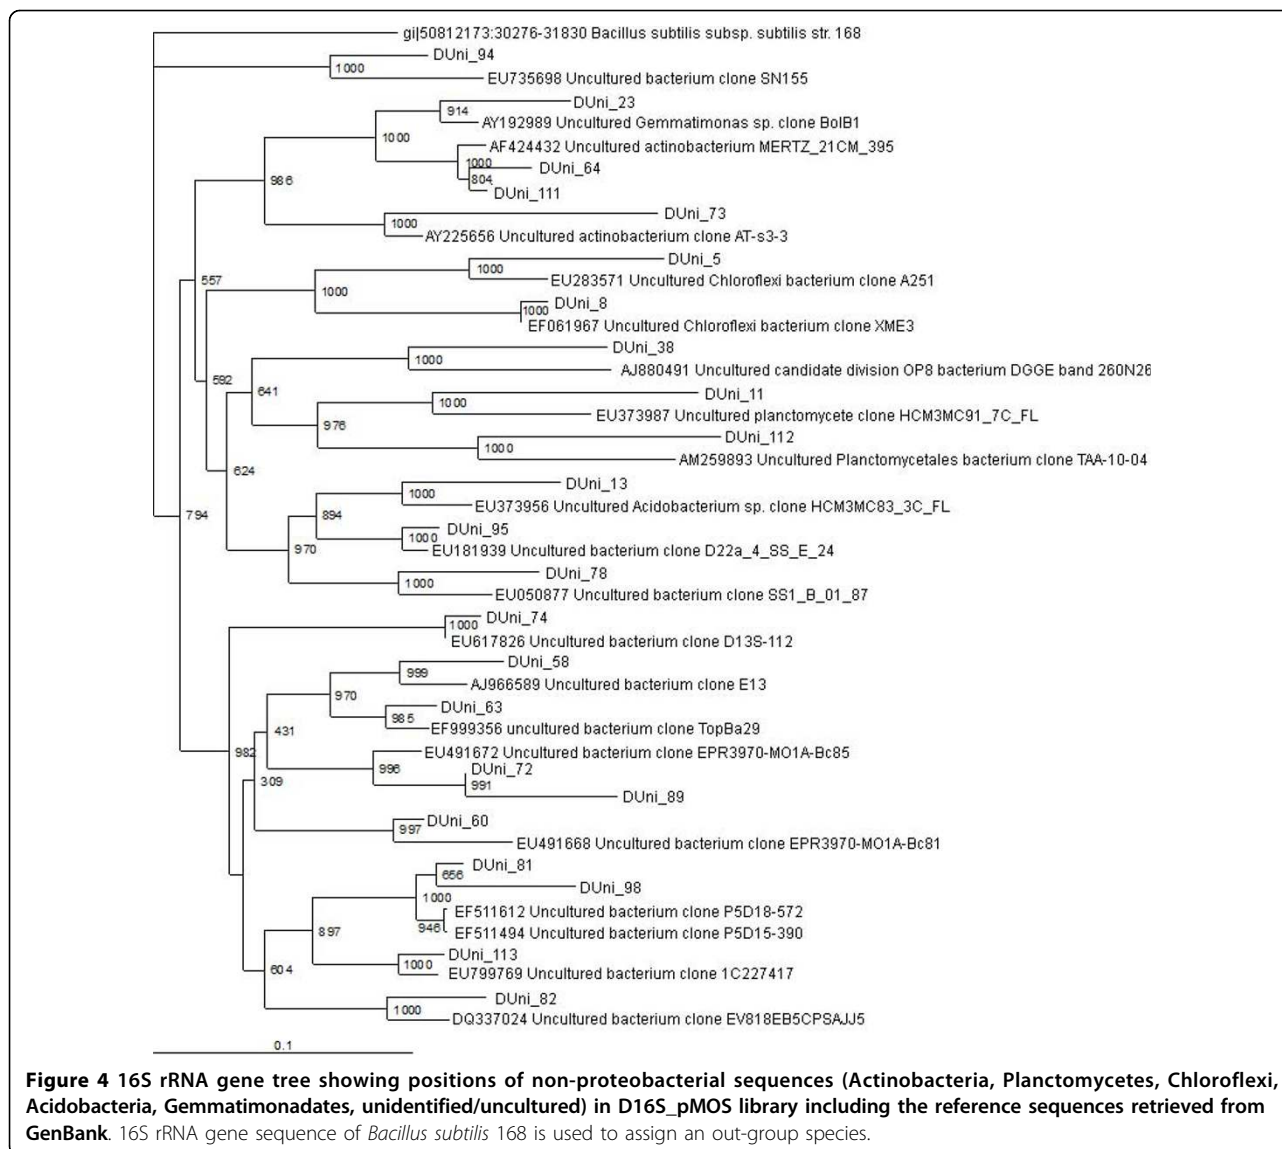 gi|50812173:30276-31830 Bacillus subtilis subsp. subtilis str. 168
DUni_94
1000
EU735698 Uncultured bacterium clone SN155
DUni_23
914
AY192989 Uncultured Gemmatimonas sp. clone BolB1
1000
AF424432 Uncultured actinobacterium MERTZ_21CM_395
1000
DUni_64
804
986
DUni_111
DUni_73
1000
AY225656 Uncultured actinobacterium clone AT-s3-3
DUni_5
1000
557
EU283571 Uncultured Chloroflexi bacterium clone A251
1000
DUni_8
1000
EF061967 Uncultured Chloroflexi bacterium clone XME3
DUni_38
1000
AJ880491 Uncultured candidate division OP8 bacterium DGGE band 260N26
592
641
DUni_11
1000
EU373987 Uncultured planctomycete clone HCM3MC91_7C_FL
976
DUni_112
1000
AM259893 Uncultured Planctomycetales bacterium clone TAA-10-04
624
DUni_13
1000
EU373956 Uncultured Acidobacterium sp. clone HCM3MC83_3C_FL
794
894
DUni_95
1000
EU181939 Uncultured bacterium clone D22a_4_SS_E_24
970
DUni_78
1000
EU050877 Uncultured bacterium clone SS1_B_01_87
DUni_74
1000
EU617826 Uncultured bacterium clone D13S-112
DUni_58
999
AJ966589 Uncultured bacterium clone E13
970
DUni_63
985
EF999356 uncultured bacterium clone TopBa29
431
EU491672 Uncultured bacterium clone EPR3970-MO1A-Bc85
982
996
DUni_72
991
309
DUni_89
DUni_60
997
EU491668 Uncultured bacterium clone EPR3970-MO1A-Bc81
DUni_81
656
DUni_98
1000
EF511612 Uncultured bacterium clone P5D18-572
946
EF511494 Uncultured bacterium clone P5D15-390
897
DUni_113
1000
EU799769 Uncultured bacterium clone 1C227417
604
DUni_82
1000
DQ337024 Uncultured bacterium clone EV818EB5CPSAJJ5
0.1
Figure 4 16S rRNA gene tree showing positions of non-proteobacterial sequences (Actinobacteria, Planctomycetes, Chloroflexi,
Acidobacteria, Gemmatimonadates, unidentified/uncultured) in D16S_pMOS library including the reference sequences retrieved from
GenBank. 16S rRNA gene sequence of Bacillus subtilis 168 is used to assign an out-group species.